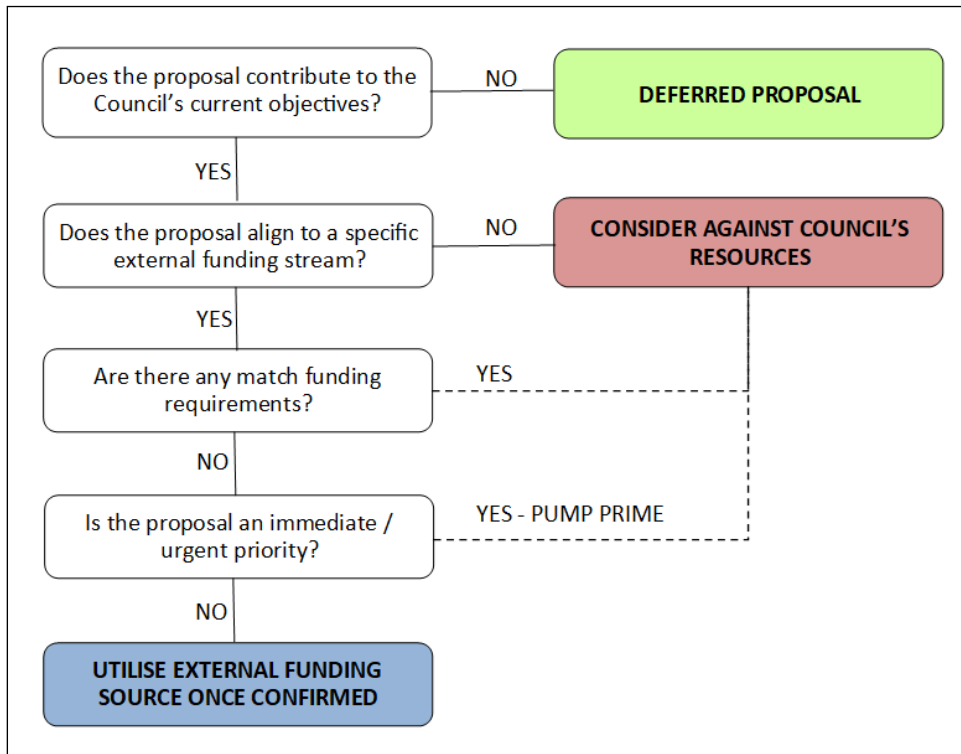 Does the proposal contribute to the
Council’s current objectives?
NO
DEFERRED PROPOSAL
YES
Does the proposal align to a specific
external funding stream?
NO
CONSIDER AGAINST COUNCIL’S
RESOURCES
YES
Are there any match funding
requirements?
YES
NO
Is the proposal an immediate /
urgent priority?
YES - PUMP PRIME
NO
UTILISE EXTERNAL FUNDING
SOURCE ONCE CONFIRMED